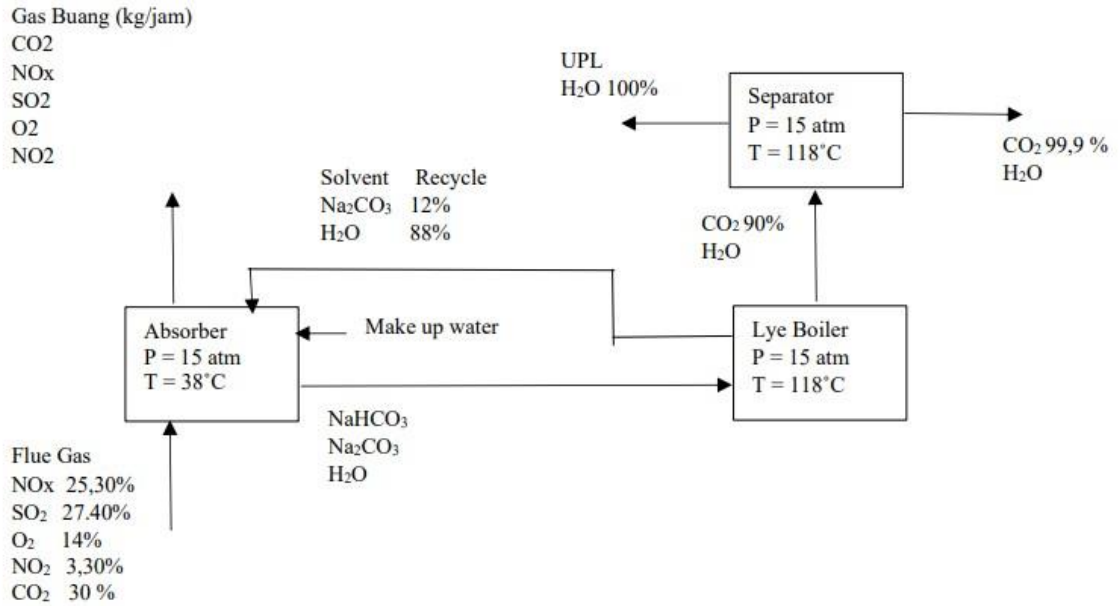 Gas Buang (kg/jam)
CO2
NOx
SO2
O2
NO2
UPL
H₂O 100%
Separator
P = 15 atm
T = 118˚C
CO₂ 99,9 %
H₂O
Solvent Recycle
Na₂CO₃ 12%
H₂O 88%
CO₂ 90%
H₂O
Absorber
P = 15 atm
T = 38˚C
Make up water
Lye Boiler
P = 15 atm
T = 118˚C
NaHCO₃
Na₂CO₃
H₂O
Flue Gas
NOx 25,30%
SO₂ 27.40%
O₂ 14%
NO₂ 3,30%
CO₂ 30 %